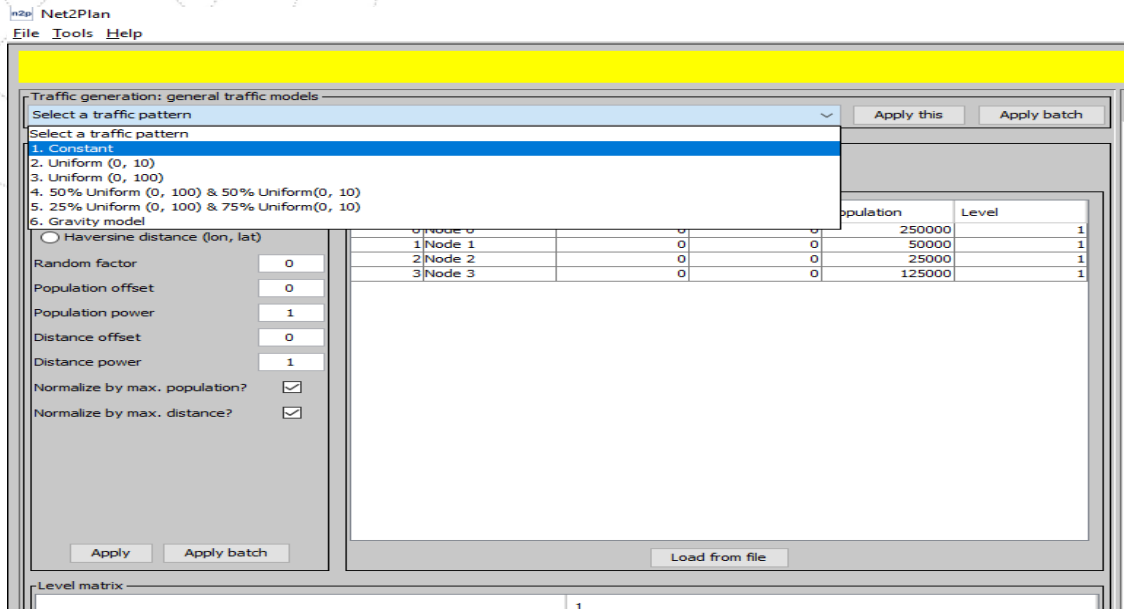 n2p Net2Plan
File Tools Help
Traffic generation: general traffic models
Select a traffic pattern
Apply this
Apply batch
Select a traffic pattern
1. Constant
2. Uniform (0, 10)
3. Uniform (0, 100)
4. 50% Uniform (0, 100) & 50% Uniform(0, 10)
5. 25% Uniform (0, 100) & 75% Uniform(0, 10)
6. Gravity model
opulation Level
0 Node 0 0 0 250000 1
Haversine distance (lon, lat)
1 Node 1 0 0 50000 1
2 Node 2 0 0 25000 1
Random factor 0
3 Node 3 0 0 125000 1
Population offset 0
Population power 1
Distance offset 0
Distance power 1
Normalize by max. population?
Normalize by max. distance?
Apply
Apply batch
Load from file
Level matrix
1